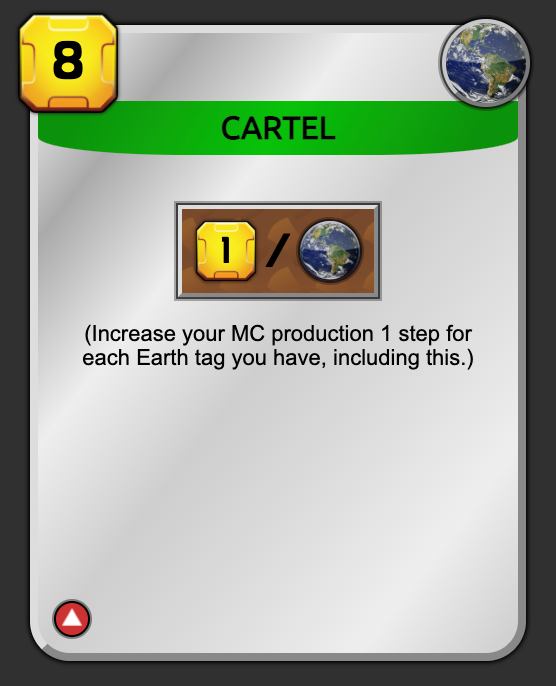 8
CARTEL
1 /
(Increase your MC production 1 step for
each Earth tag you have, including this.)